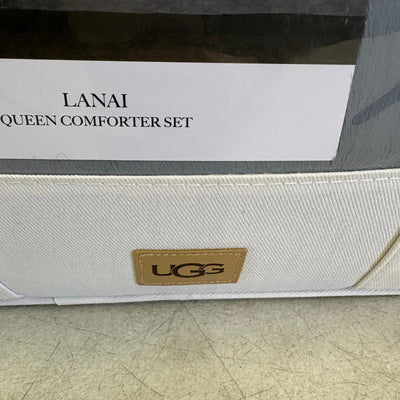 LANAI
QUEEN COMFORTER SET
UGG